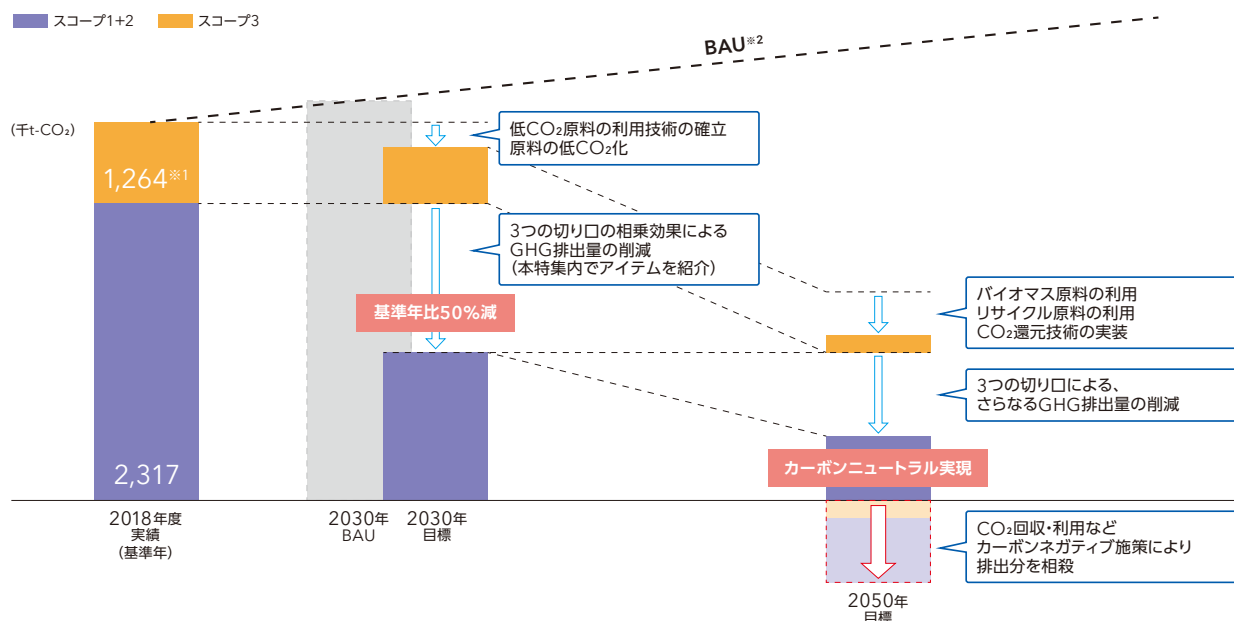 スコープ1+2
スコープ3
BAU※2
(千t-CO₂)
1,264※1
2,317
低CO₂原料の利用技術の確立
原料の低CO₂化
3つの切り口の相乗効果による
GHG排出量の削減
(本特集内でアイテムを紹介)
基準年比50%減
バイオマス原料の利用
リサイクル原料の利用
CO₂還元技術の実装
3つの切り口による、
さらなるGHG排出量の削減
カーボンニュートラル実現
CO₂回収・利用など
カーボンネガティブ施策により
排出分を相殺
2018年度
実績
(基準年)
2030年
BAU
2030年
目標
2050年
目標